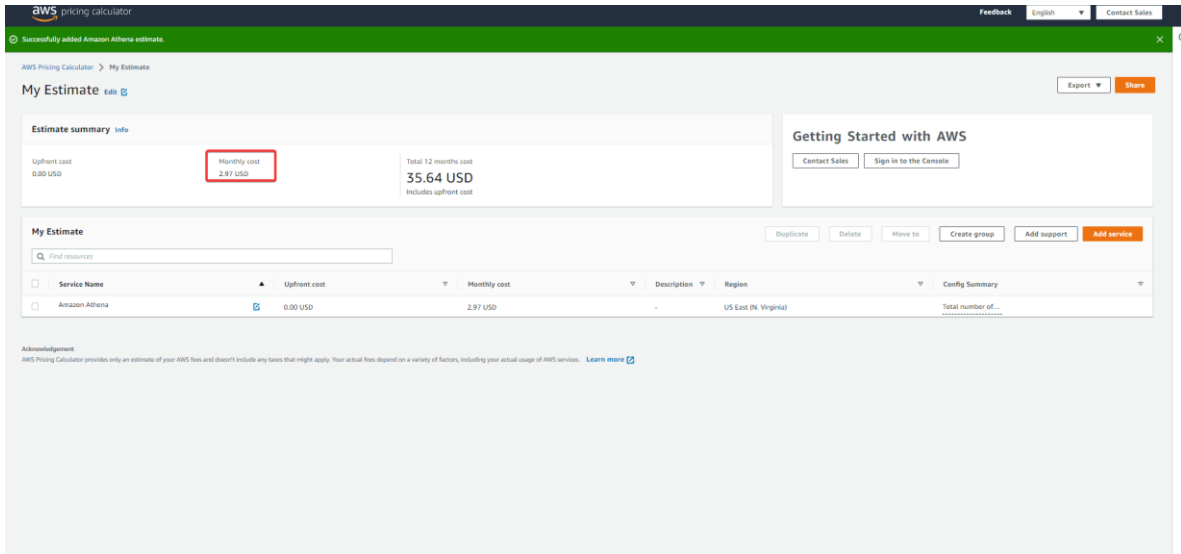 aws pricing calculator
Feedback English Contact Sales
Successfully added Amazon Athena estimate.
AWS Pricing Calculator > My Estimate
My Estimate Edit
Export Share
Estimate summary Info
Upfront cost
0.00 USD
Monthly cost
2.97 USD
Total 12 months cost
35.64 USD
Includes upfront cost
Getting Started with AWS
Contact Sales Sign in to the Console
My Estimate
Duplicate Delete Move to Create group Add support Add service
Find resources
Service Name Upfront cost Monthly cost Description Region Config Summary
Amazon Athena 0.00 USD 2.97 USD - US East (N. Virginia) Total number of...
Acknowledgement
AWS Pricing Calculator provides only an estimate of your AWS fees and doesn't include any taxes that might apply. Your actual fees depend on a variety of factors, including your actual usage of AWS services. Learn more